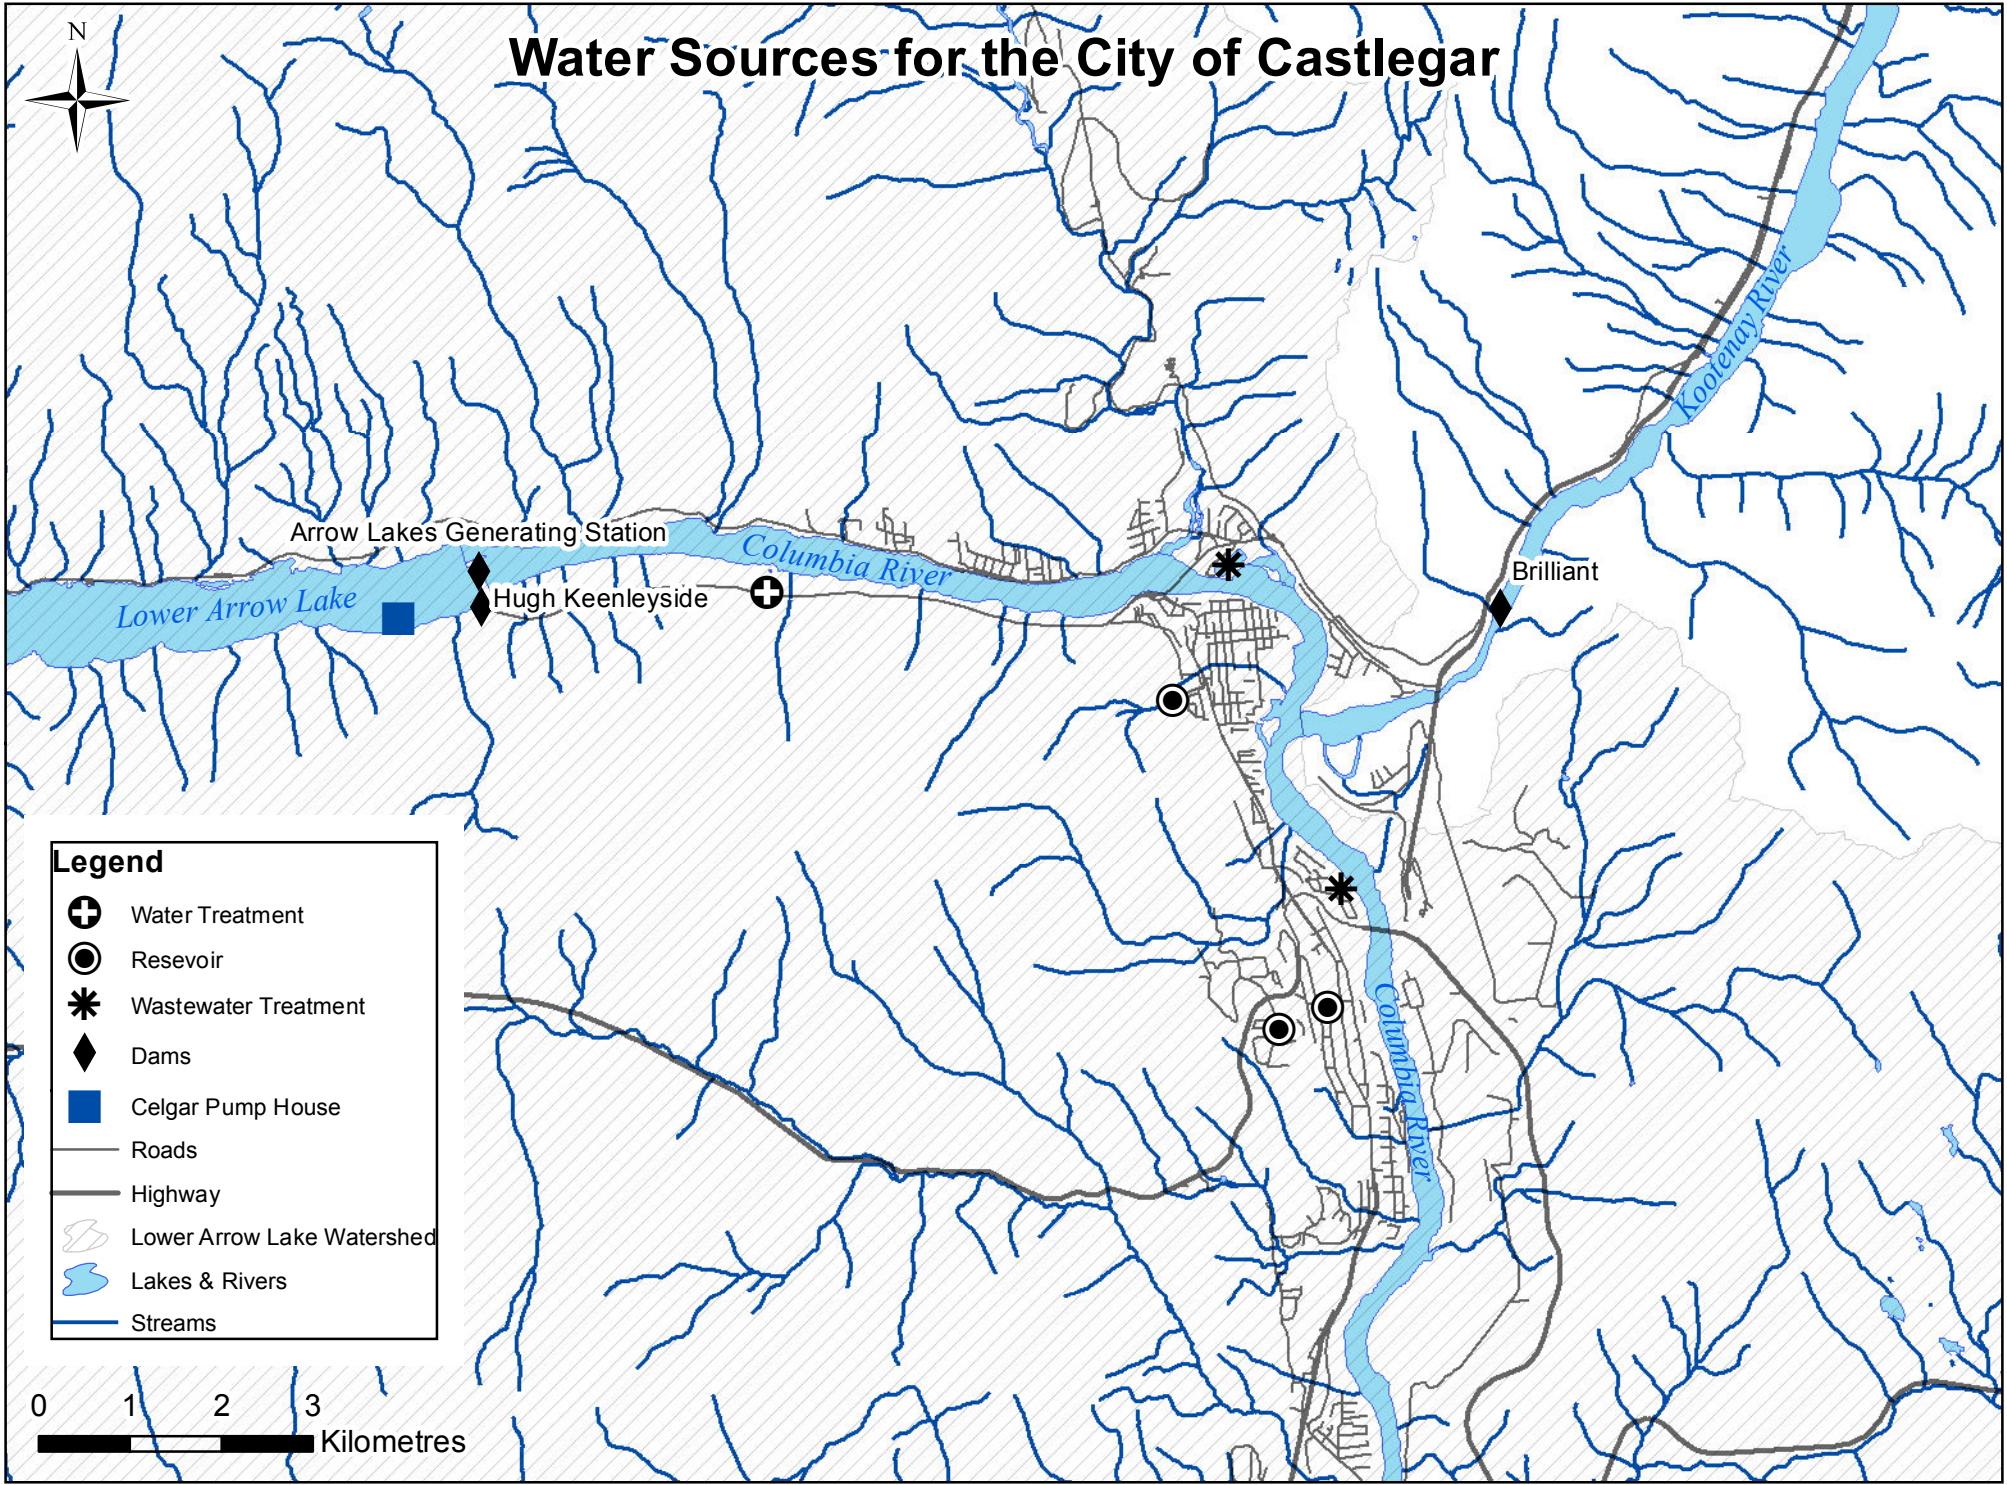 Water Sources for the City of Castlegar
N
Kootenay River
Arrow Lakes Generating Station
Columbia River
Brilliant
Hugh Keenleyside
Lower Arrow Lake
Columbia River
Legend
Water Treatment
Resevoir
Wastewater Treatment
Dams
Celgar Pump House
Roads
Highway
Lower Arrow Lake Watershed
Lakes & Rivers
Streams
0 1 2 3
Kilometres